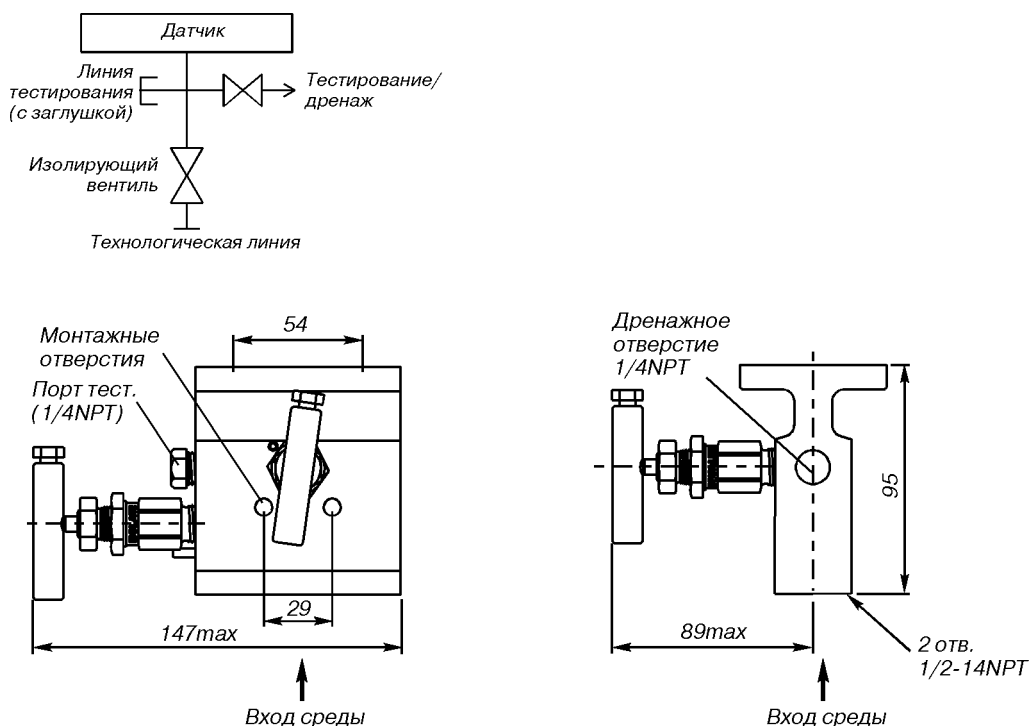 Датчик
Линия
тестирования
(с заглушкой)
Тестирование/
дренаж
Изолирующий
вентиль
Технологическая линия
Монтажные
отверстия
Порт тест.
(1/4NPT)
54
29
147max
Вход среды
Дренажное
отверстие
1/4NPT
95
89max
2 отв.
1/2-14NPT
Вход среды